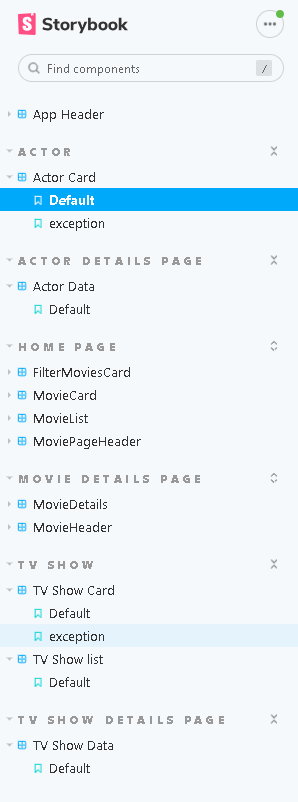 Storybook
Find components /
App Header
ACTOR
Actor Card
Default
exception
ACTOR DETAILS PAGE
Actor Data
Default
HOME PAGE
FilterMoviesCard
MovieCard
MovieList
MoviePageHeader
MOVIE DETAILS PAGE
MovieDetails
MovieHeader
TV SHOW
TV Show Card
Default
exception
TV Show list
Default
TV SHOW DETAILS PAGE
TV Show Data
Default